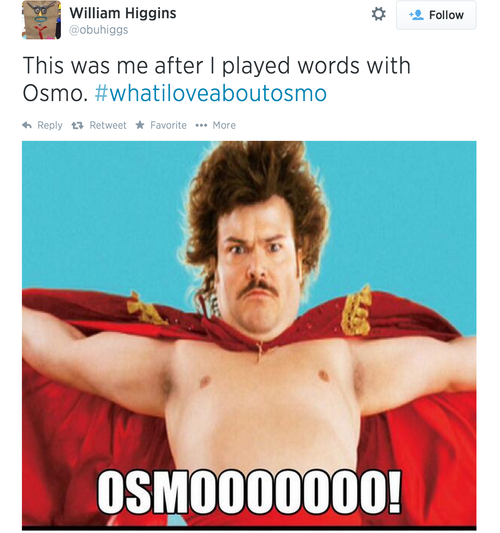 William Higgins
@obuhiggs
Follow
This was me after I played words with
Osmo. #whatiloveaboutosmo
Reply Retweet Favorite More
OSMOOOOOOO!